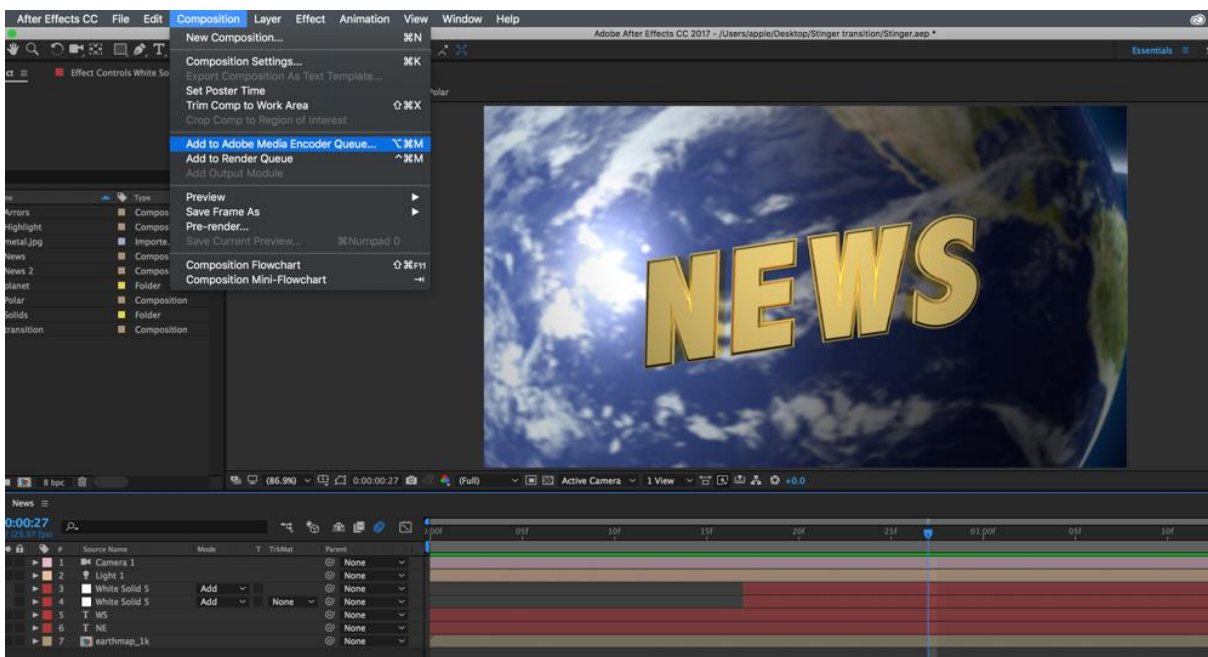 After Effects CC File Edit Composition Layer Effect Animation View Window Help
Adobe After Effects CC 2017 - /Users/apple/Desktop/Stinger transition/Stinger.aep *
Essentials
Effect Controls White So
Polar
New Composition... ⌘N
Composition Settings... ⌘K
Export Composition As Text Template...
Set Poster Time
Trim Comp to Work Area ⇧⌘X
Crop Comp to Region of Interest
Add to Adobe Media Encoder Queue... ⌥⌘M
Add to Render Queue ^⌘M
Add Output Module
Preview
Save Frame As
Pre-render...
Save Current Preview... ⌘Numpad 0
Composition Flowchart ⇧⌘F11
Composition Mini-Flowchart
Type
Arrors Compos
Highlight Compos
metal.jpg Importe.
News Compos
News 2 Compos
planet Folder
Polar Composition
Solids Folder
transition Composition
NEWS
8 bpc
(86.9%) 0:00:00:27 (Full) Active Camera 1 View +0.0
News
0:00:27
(29.97 fps)
05f 10f 15f 20f 25f 01:00f 05f 10f
# Source Name Mode T TrkMat Parent
1 Camera 1 None
2 Light 1 None
3 White Solid 5 Add None
4 White Solid 5 Add None None
5 T WS None
6 T NE None
7 earthmap_1k None